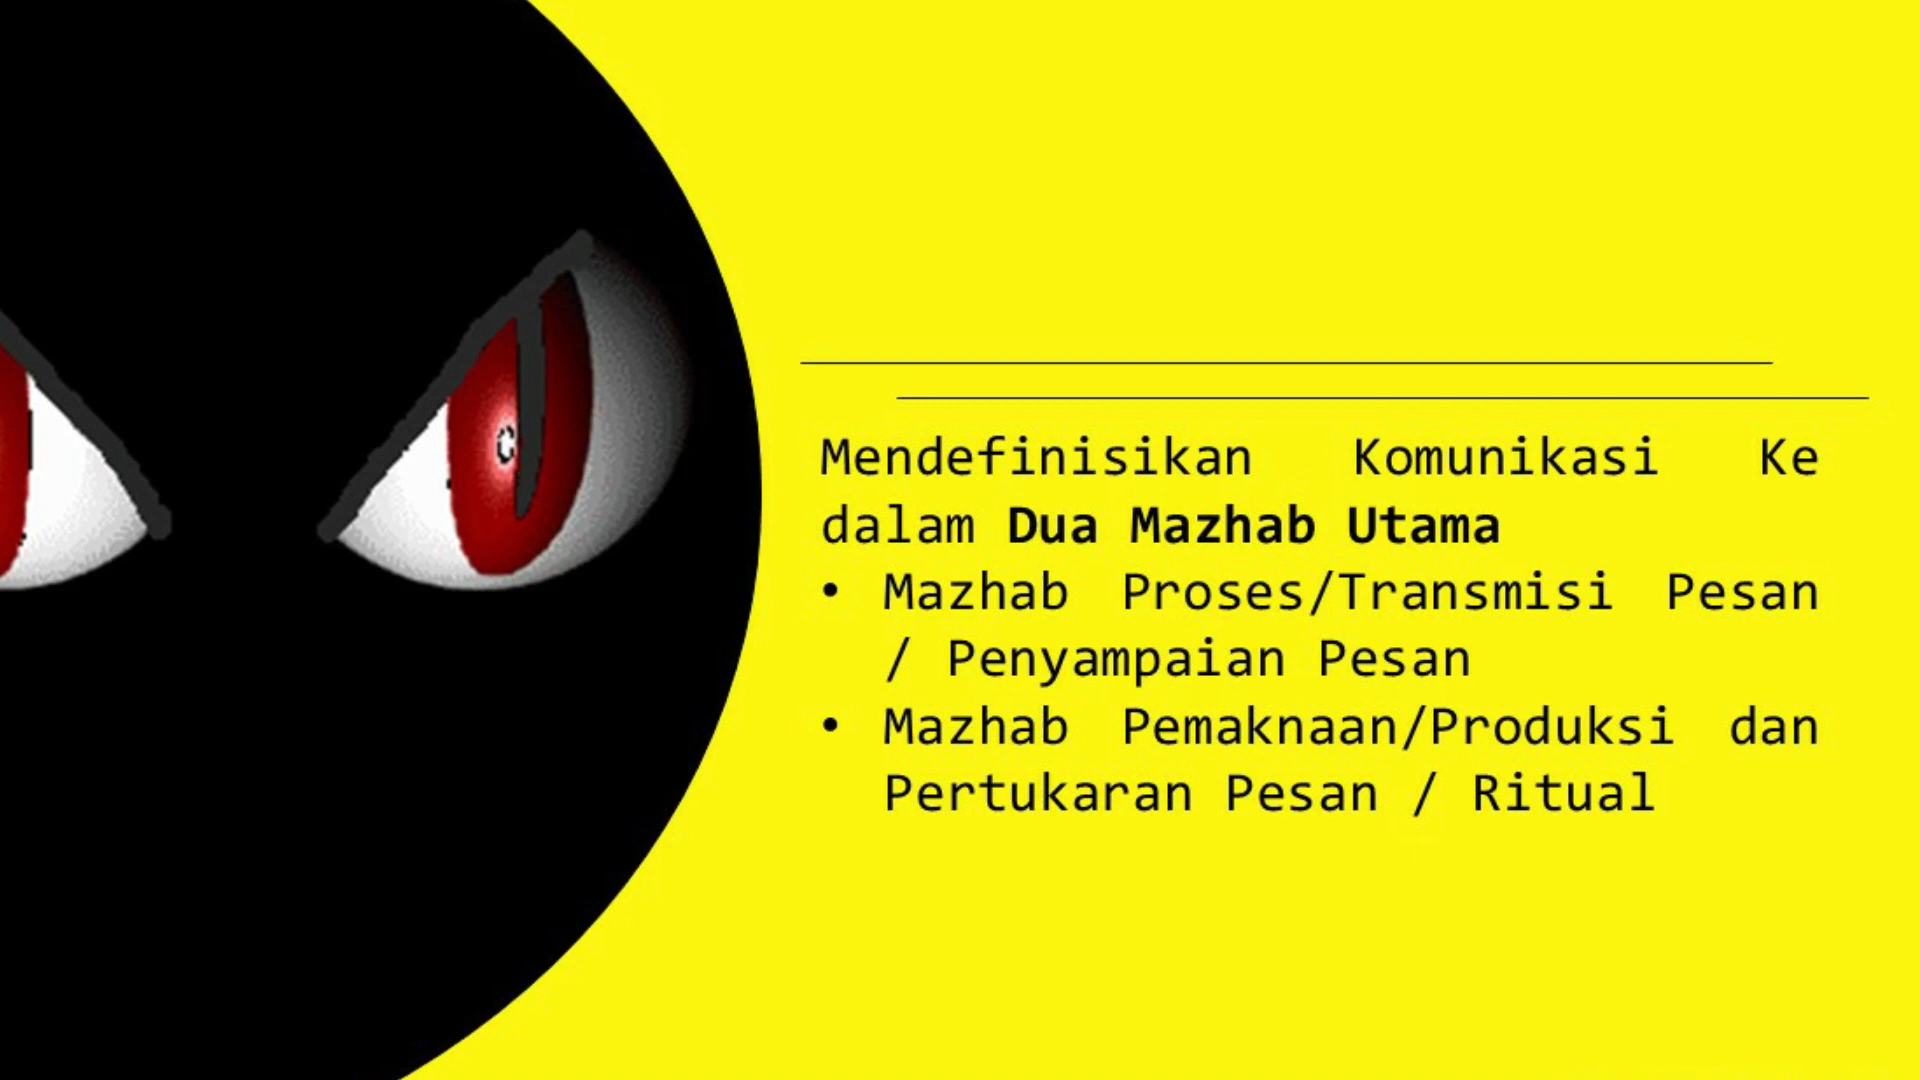 Mendefinisikan Komunikasi Ke
dalam Dua Mazhab Utama
• Mazhab Proses/Transmisi Pesan
/ Penyampaian Pesan
• Mazhab Pemaknaan/Produksi dan
Pertukaran Pesan / Ritual